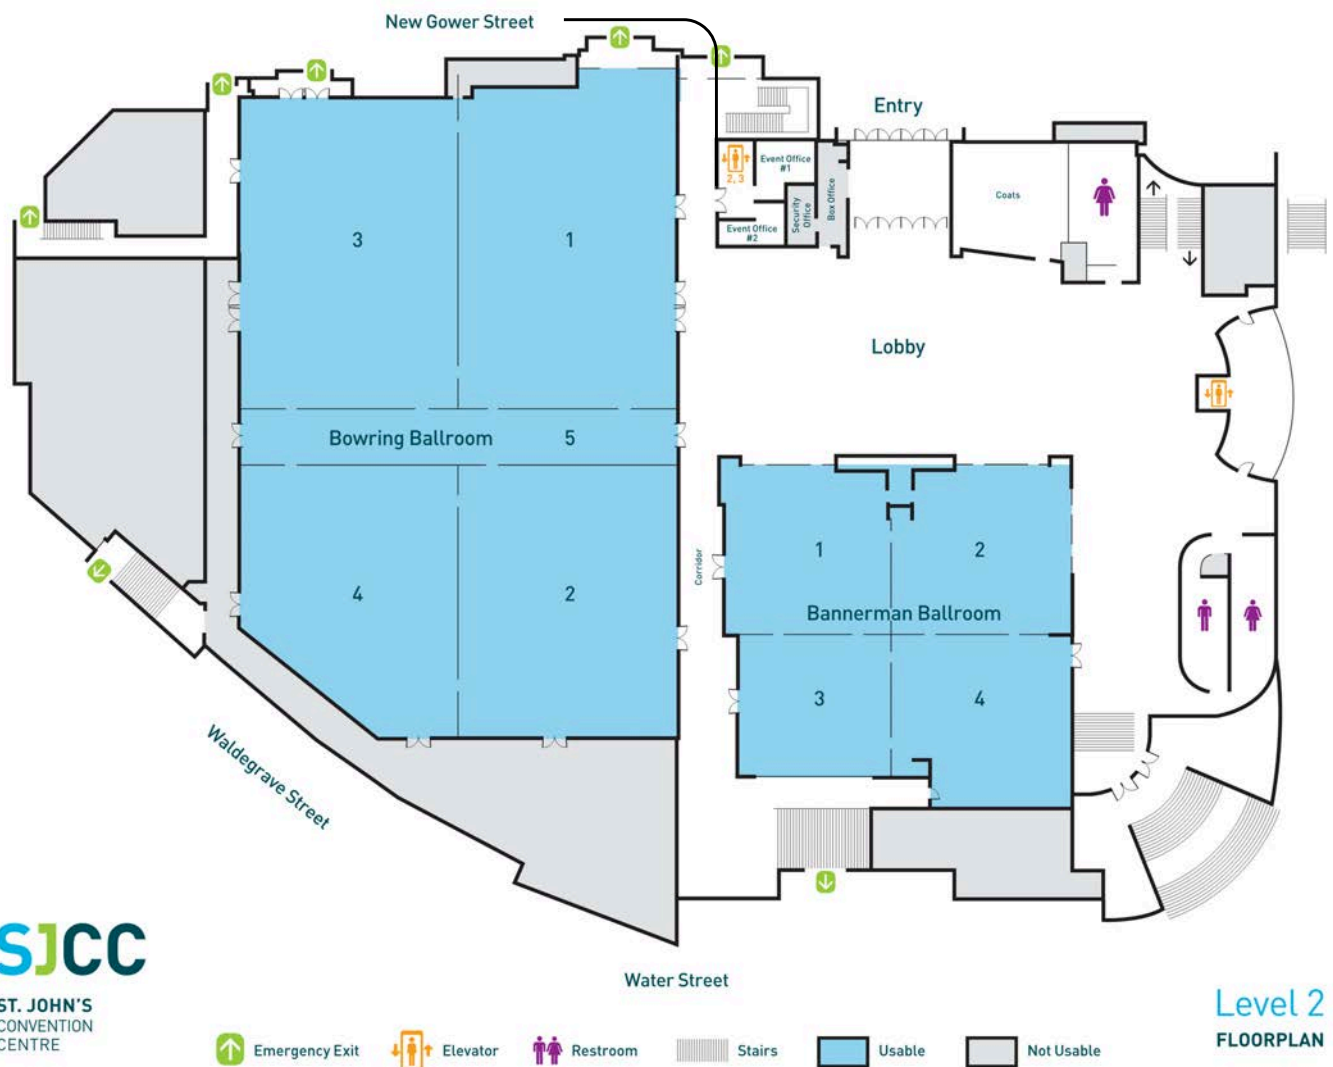 New Gower Street
Entry
2, 3
Event Office
#1
Event Office
#2
Security
Office
Box Office
Coats
3
1
Lobby
Bowring Ballroom
5
4
2
Corridor
1
2
Bannerman Ballroom
3
4
Waldegrave Street
Water Street
SJCC
ST. JOHN'S
CONVENTION
CENTRE
Emergency Exit
Elevator
Restroom
Stairs
Usable
Not Usable
Level 2
FLOORPLAN